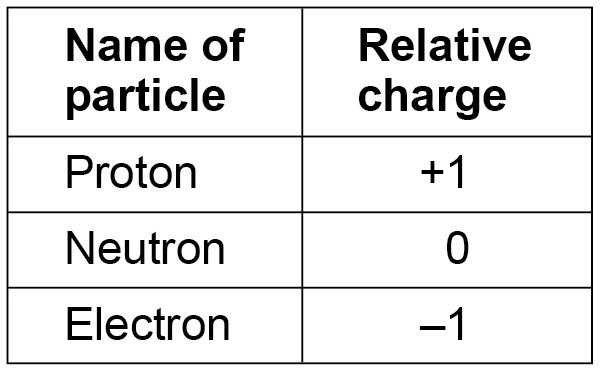 Name of particle Relative charge
Proton +1
Neutron 0
Electron –1